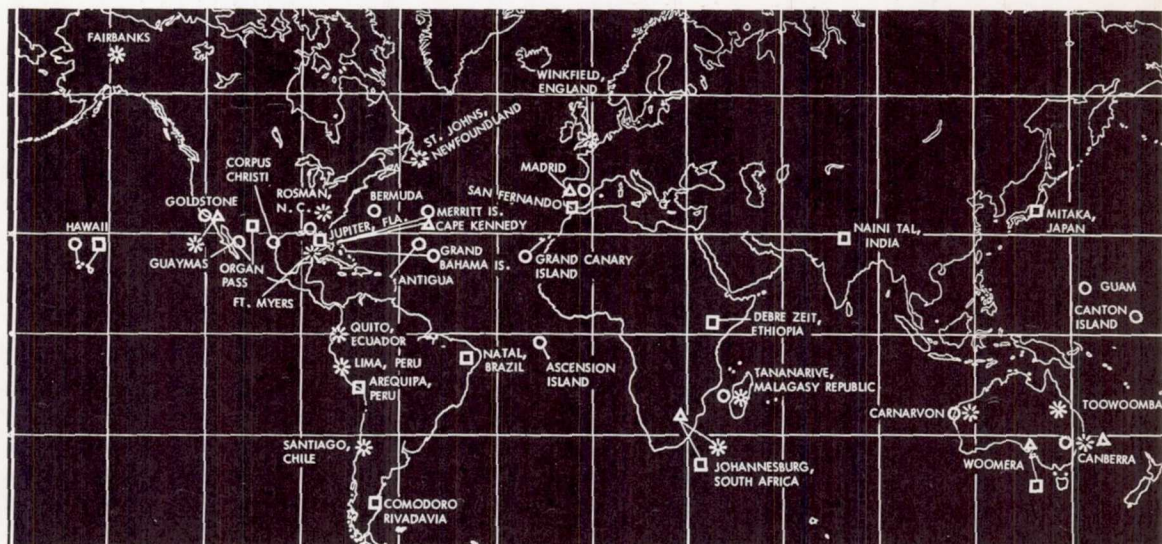 FAIRBANKS
WINKFIELD,
ENGLAND
ST. JOHNS,
NEWFOUNDLAND
CORPUS
CHRISTI
MADRID
ROSMAN,
N. C.
BERMUDA
SAN FERNANDO
GOLDSTONE
MERRITT IS.
CAPE KENNEDY
MITAKA,
JAPAN
HAWAII
JUPITER, FLA.
NAINI TAL,
INDIA
GUAYMAS
ORGAN
PASS
GRAND
BAHAMA IS.
GRAND CANARY
ISLAND
ANTIGUA
FT. MYERS
GUAM
CANTON
ISLAND
DEBRE ZEIT,
ETHIOPIA
QUITO,
ECUADOR
LIMA, PERU
NATAL,
BRAZIL
ASCENSION
ISLAND
TANANARIVE,
MALAGASY REPUBLIC
AREQUIPA,
PERU
CARNARVON
TOOWOOMBA
SANTIAGO,
CHILE
JOHANNESBURG,
SOUTH AFRICA
WOOMERA
CANBERRA
COMODORO
RIVADAVIA